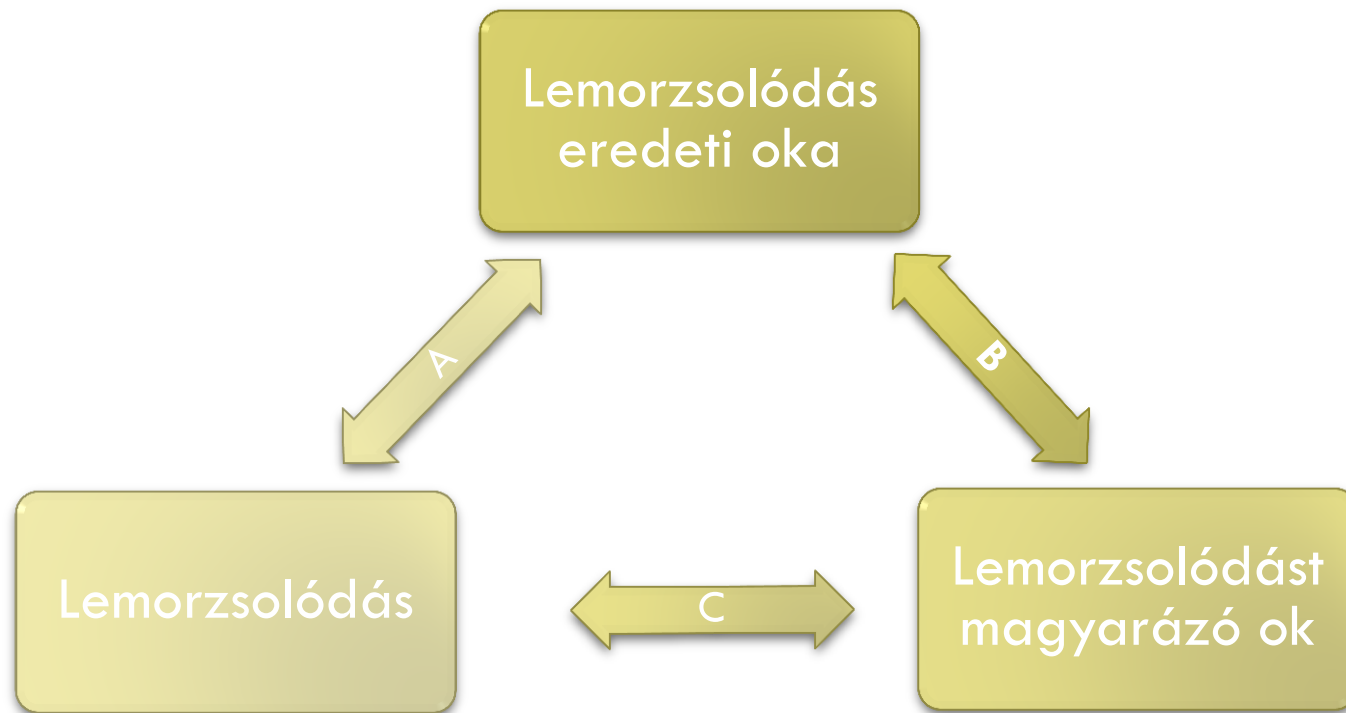 Lemorzsolódás
eredeti oka
A
B
Lemorzsolódás
C
Lemorzsolódást
magyarázó ok